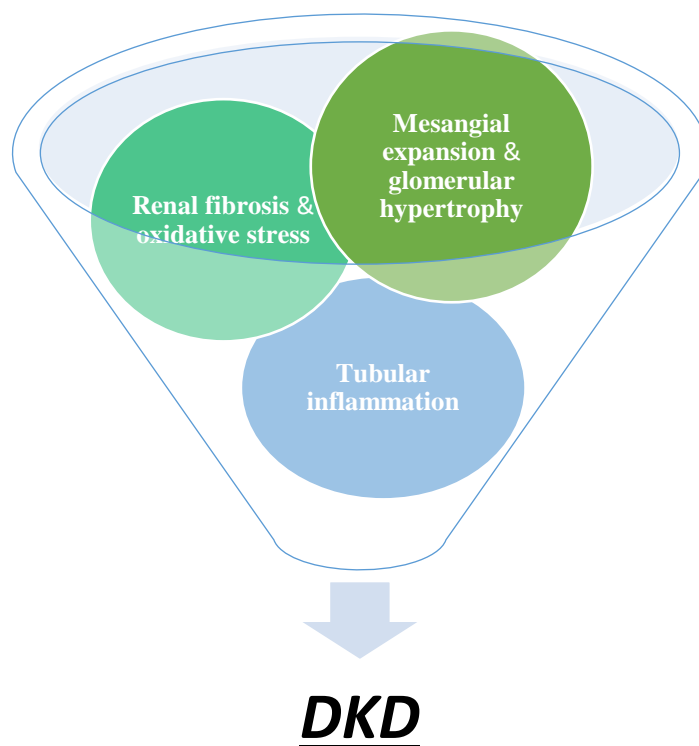 Mesangial
expansion &
glomerular
hypertrophy
Renal fibrosis &
oxidative stress
Tubular
inflammation
DKD